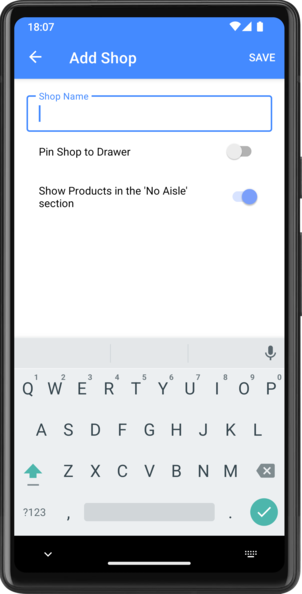 18:07
Add Shop SAVE
Shop Name
Pin Shop to Drawer
Show Products in the 'No Aisle'
section
1 2 3 4 5 6 7 8 9 0
Q W E R T Y U I O P
A S D F G H J K L
Z X C V B N M
?123 , .